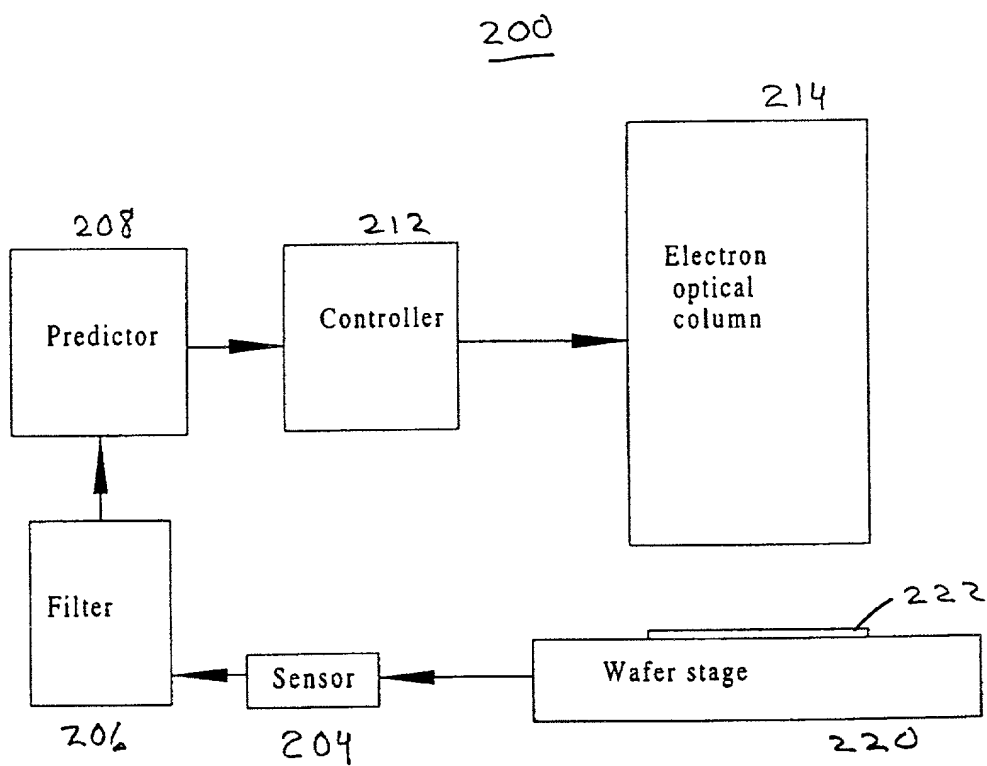 200
214
208
212
Predictor
Controller
Electron
optical
column
Filter
Sensor
Wafer stage
222
206
204
220